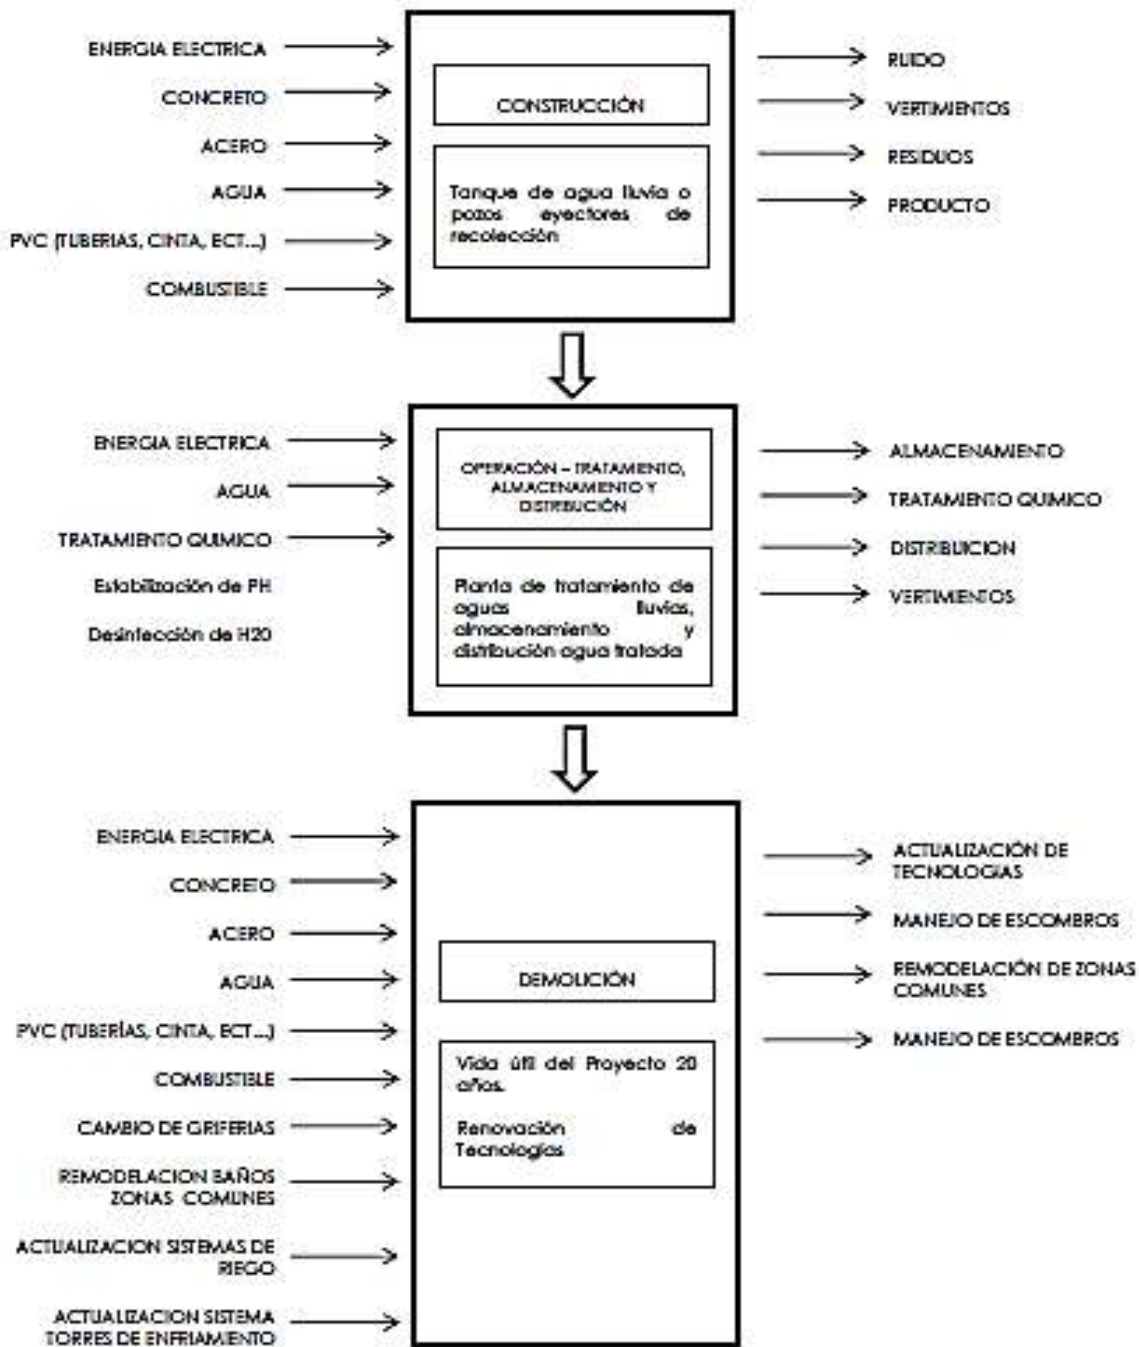 ENERGIA ELECTRICA
CONCRETO
ACERO
AGUA
PVC (TUBERIAS, CINTA, ECT...)
COMBUSTIBLE
CONSTRUCCIÓN
Tanque de agua lluvia o
pozos eyectores de
recolección
RUIDO
VERTIMIENTOS
RESIDUOS
PRODUCTO
ENERGIA ELECTRICA
AGUA
TRATAMIENTO QUIMICO
Estabilización de PH
Desinfección de H20
OPERACIÓN – TRATAMIENTO,
ALMACENAMIENTO Y
DISTRIBUCIÓN
Planta de tratamiento de
aguas lluvias,
almacenamiento y
distribución agua tratada
ALMACENAMIENTO
TRATAMIENTO QUIMICO
DISTRIBUICION
VERTIMIENTOS
ENERGIA ELECTRICA
CONCRETO
ACERO
AGUA
PVC (TUBERÍAS, CINTA, ECT...)
COMBUSTIBLE
CAMBIO DE GRIFERIAS
REMODELACION BAÑOS
ZONAS COMUNES
ACTUALIZACION SISTEMAS DE
RIEGO
ACTUALIZACION SISTEMA
TORRES DE ENFRIAMIENTO
DEMOLICIÓN
Vida útil del Proyecto 20
años.
Renovación de
Tecnologías
ACTUALIZACIÓN DE
TECNOLOGIAS
MANEJO DE ESCOMBROS
REMODELACIÓN DE ZONAS
COMUNES
MANEJO DE ESCOMBROS